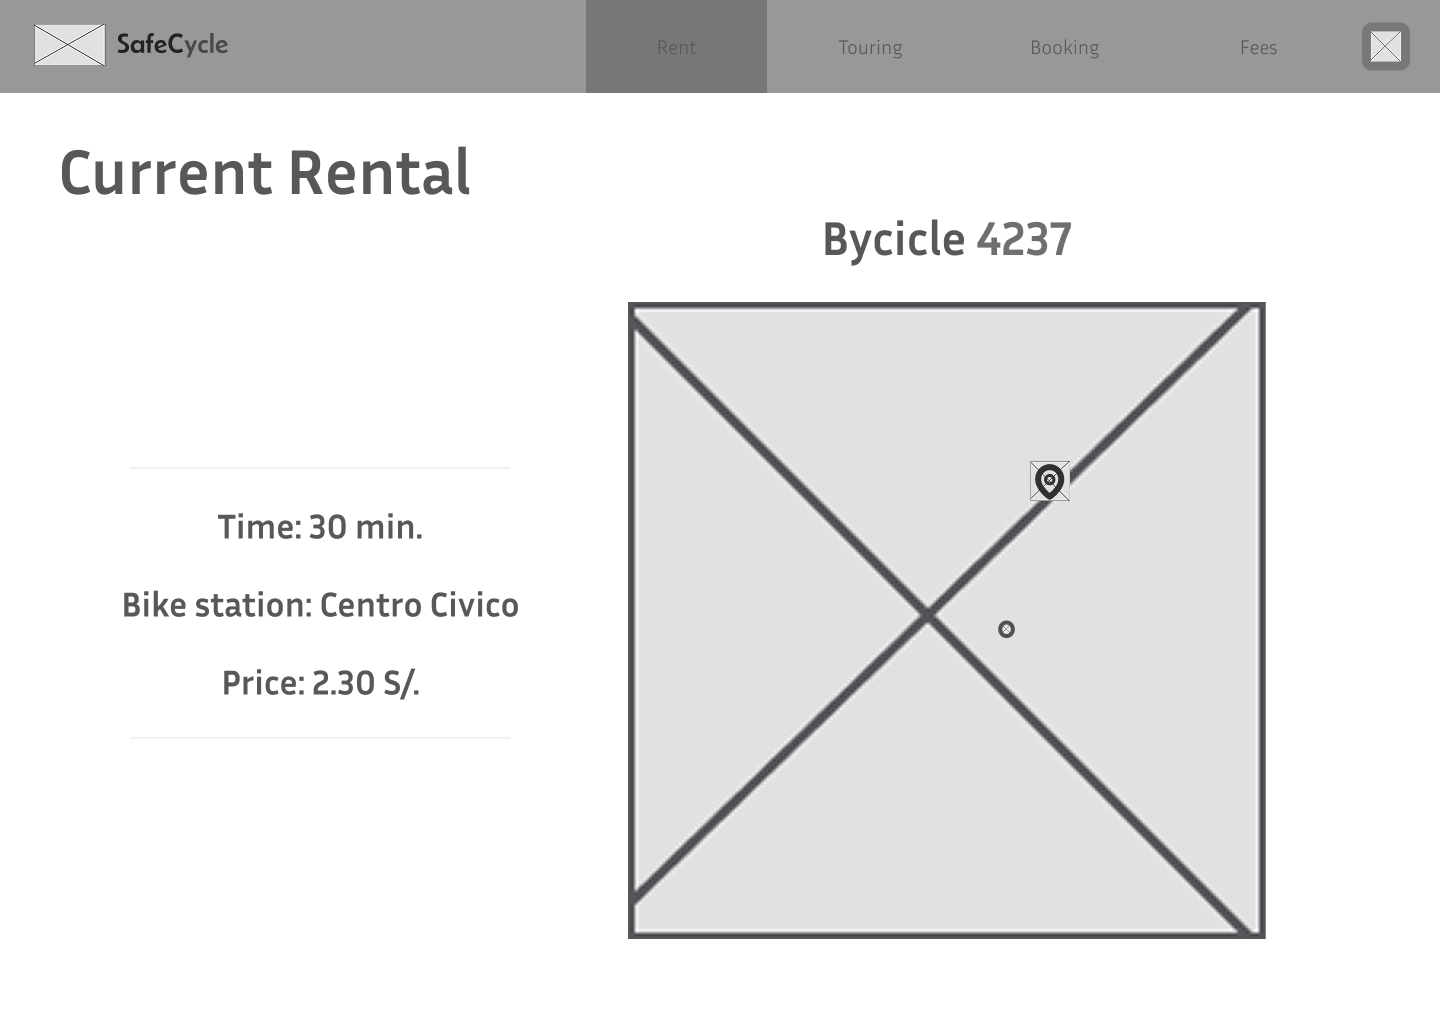 SafeCycle
Rent
Touring
Booking
Fees
Current Rental
Bycicle 4237
Time: 30 min.
Bike station: Centro Civico
Price: 2.30 S/.